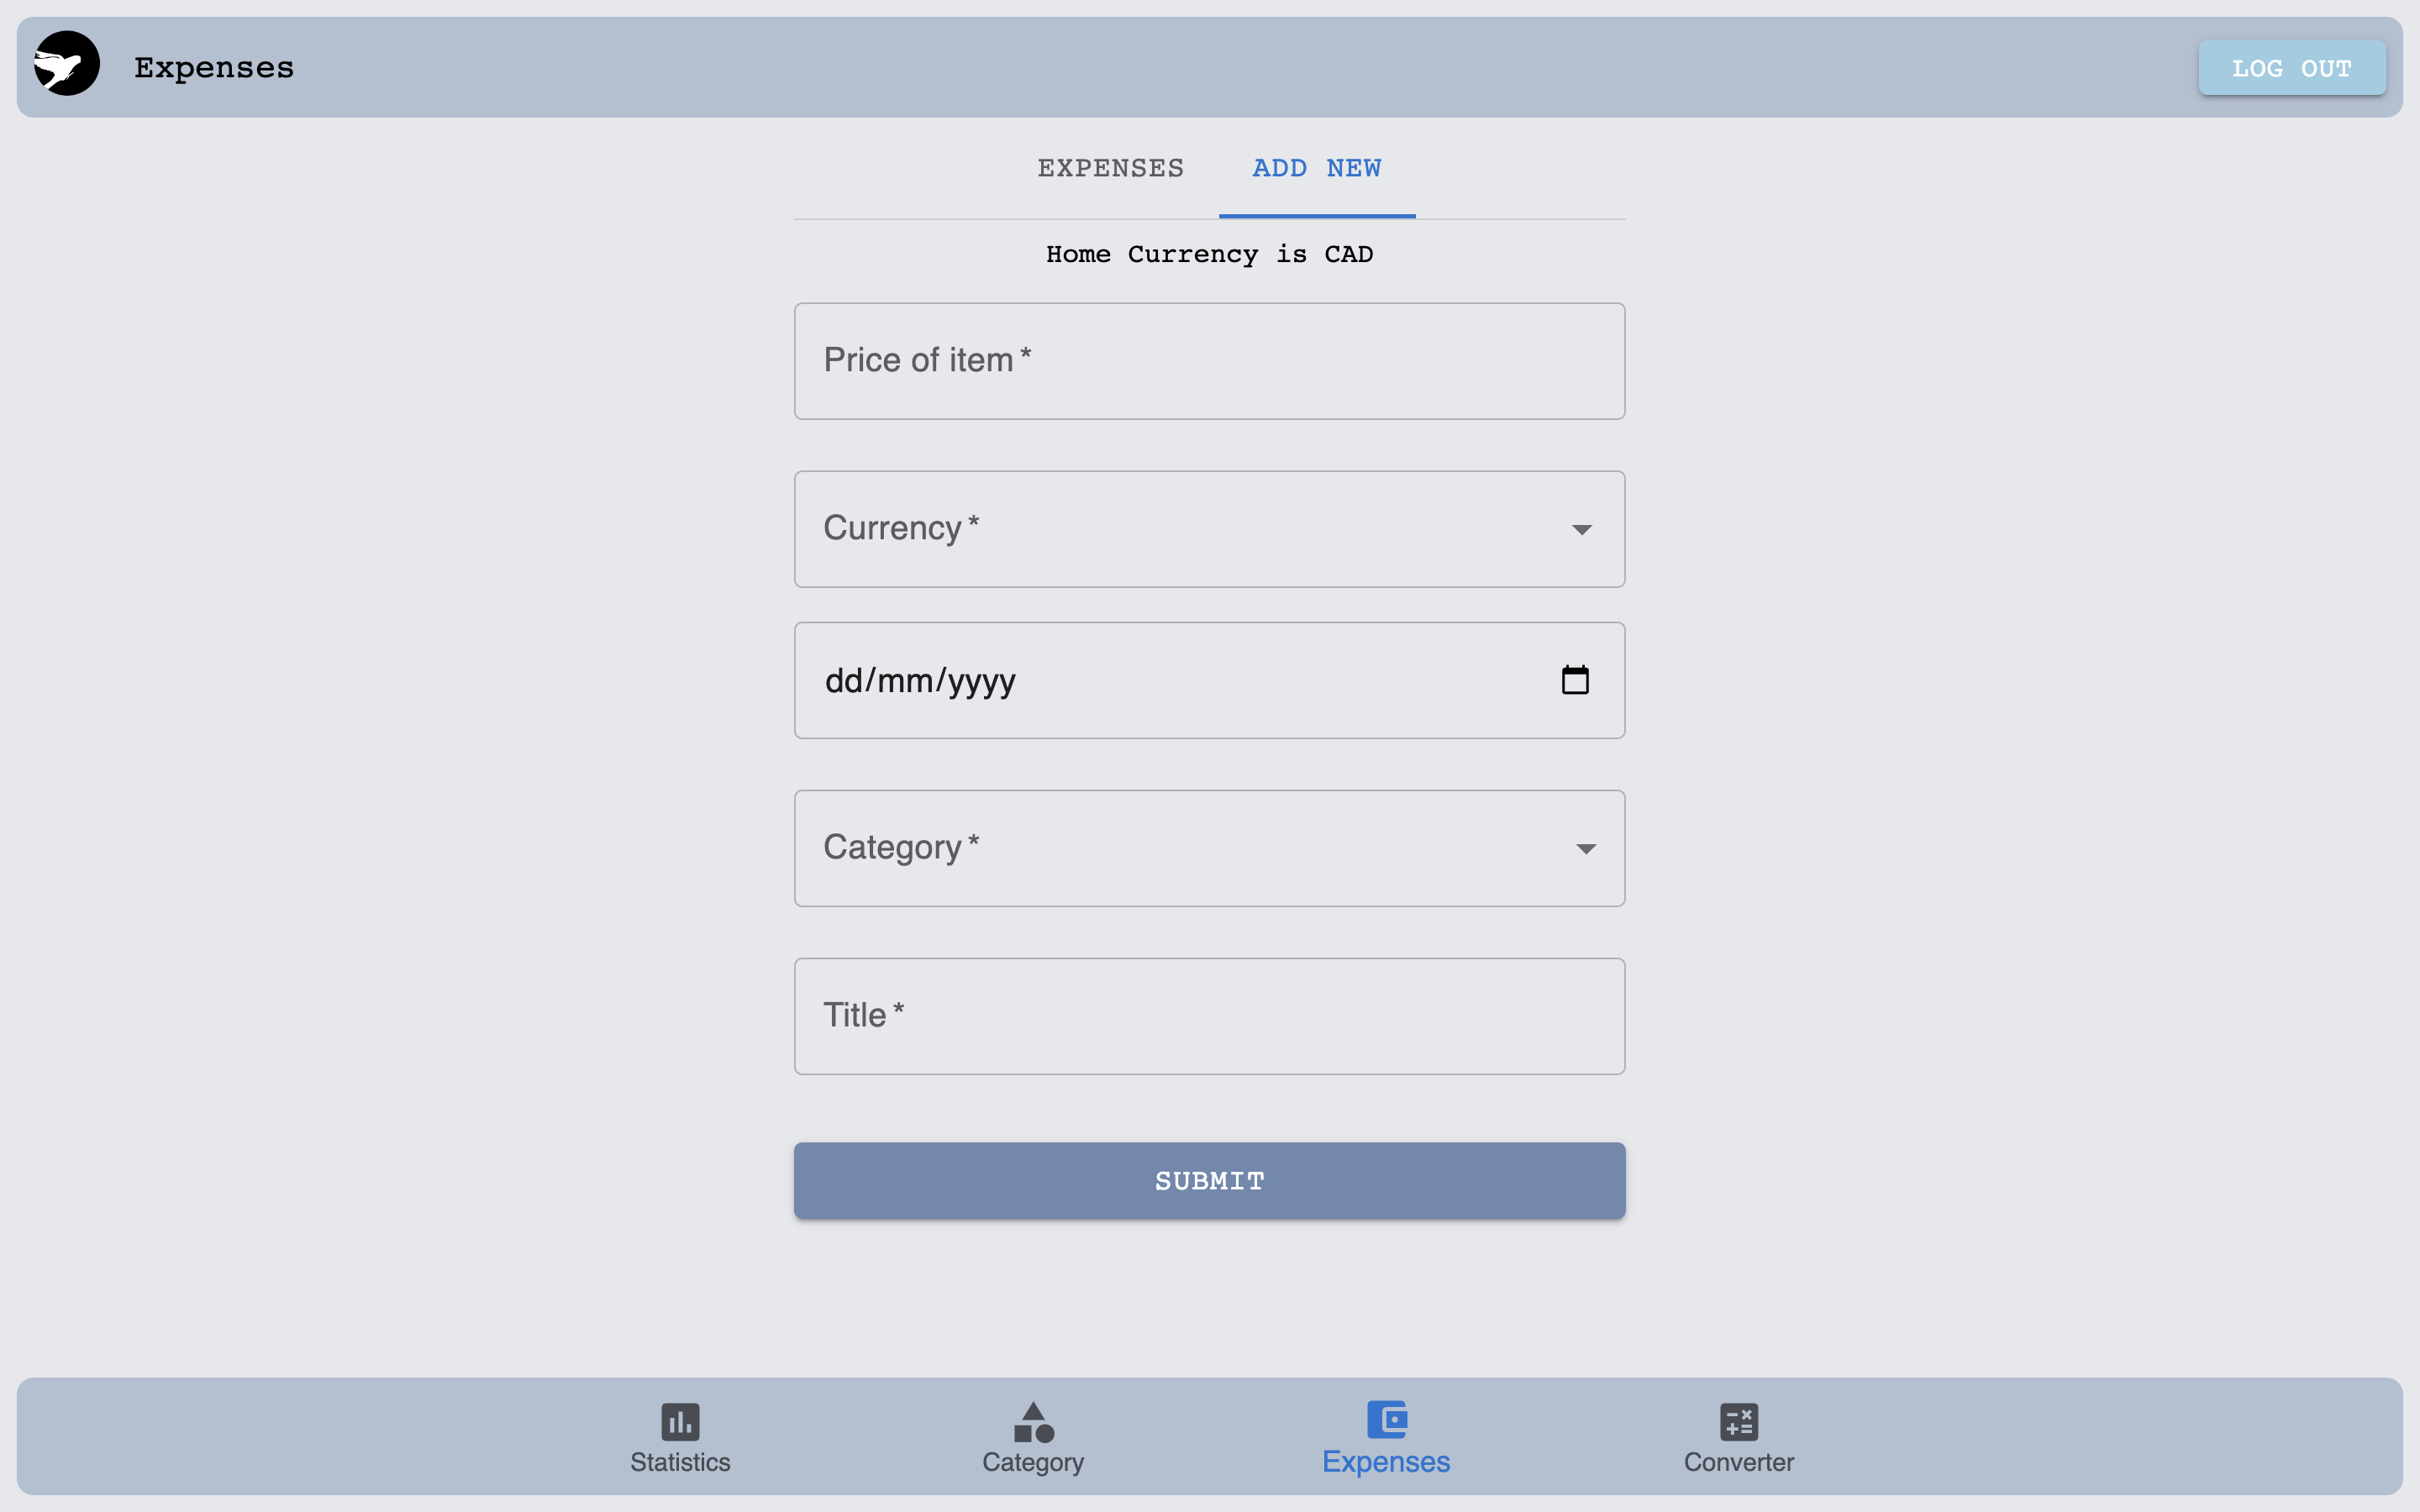 Expenses
LOG OUT
EXPENSES ADD NEW
Home Currency is CAD
Price of item *
Currency *
dd/mm/yyyy
Category *
Title *
SUBMIT
Statistics Category Expenses Converter